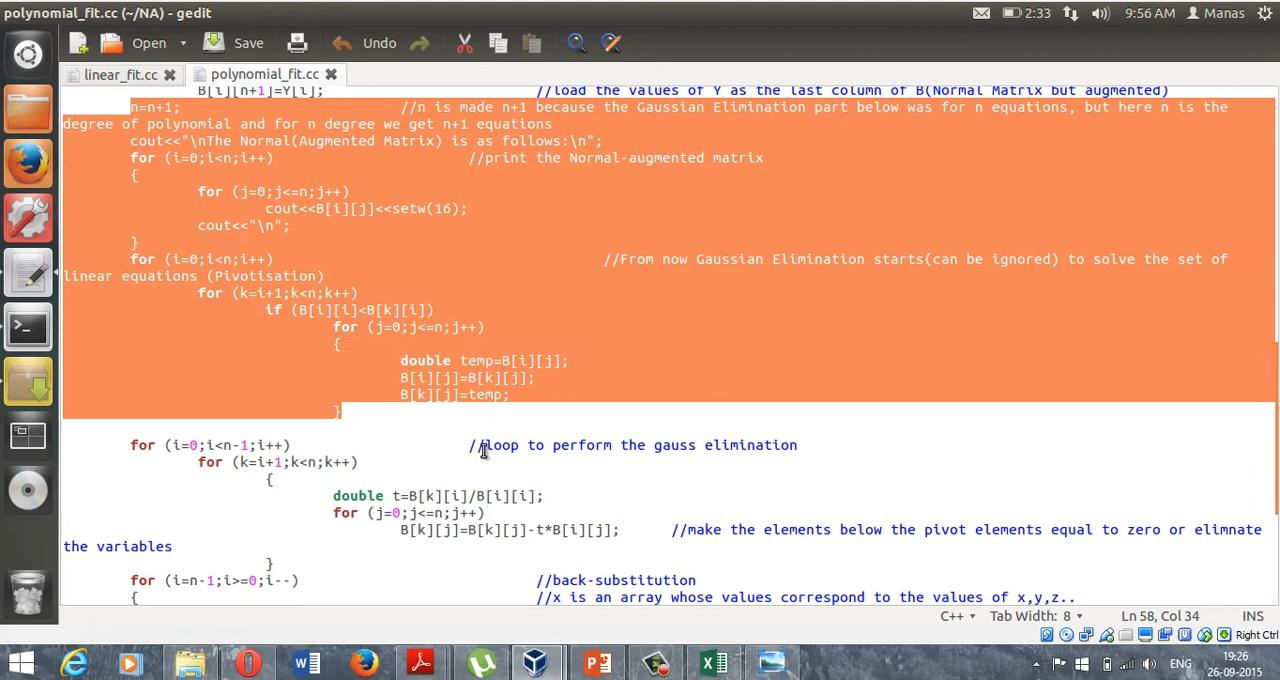 polynomial_fit.cc (~/NA) - gedit
2:33
9:56 AM
Manas
Open
Save
Undo
linear_fit.cc
polynomial_fit.cc
B[i][n+1]=Y[i]; //load the values of Y as the last column of B(Normal Matrix but augmented)
n=n+1; //n is made n+1 because the Gaussian Elimination part below was for n equations, but here n is the
degree of polynomial and for n degree we get n+1 equations
cout<<"\nThe Normal(Augmented Matrix) is as follows:\n";
for (i=0;i<n;i++) //print the Normal-augmented matrix
{
for (j=0;j<=n;j++)
cout<<B[i][j]<<setw(16);
cout<<"\n";
}
for (i=0;i<n;i++) //From now Gaussian Elimination starts(can be ignored) to solve the set of
linear equations (Pivotisation)
for (k=i+1;k<n;k++)
if (B[i][i]<B[k][i])
for (j=0;j<=n;j++)
{
double temp=B[i][j];
B[i][j]=B[k][j];
B[k][j]=temp;
}
for (i=0;i<n-1;i++) //loop to perform the gauss elimination
for (k=i+1;k<n;k++)
{
double t=B[k][i]/B[i][i];
for (j=0;j<=n;j++)
B[k][j]=B[k][j]-t*B[i][j]; //make the elements below the pivot elements equal to zero or elimnate
the variables
}
for (i=n-1;i>=0;i--) //back-substitution
{ //x is an array whose values correspond to the values of x,y,z..
C++ Tab Width: 8 Ln 58, Col 34 INS
Right Ctrl
ENG
19:26
26-09-2015